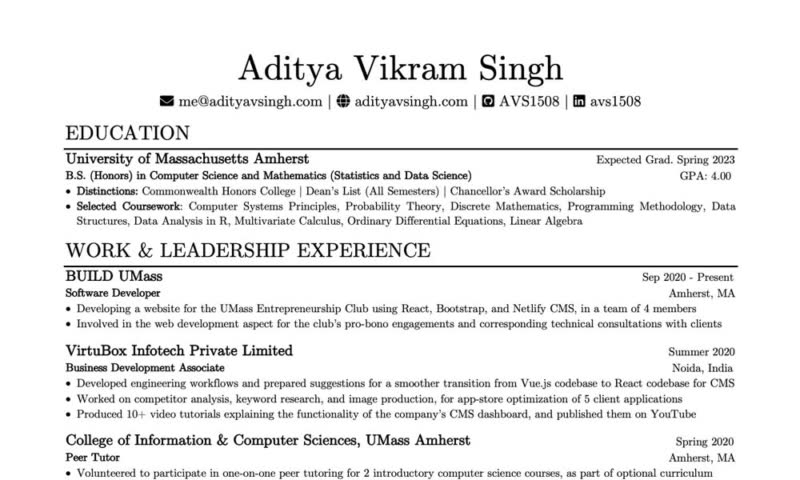 Aditya Vikram Singh
me@adityavsingh.com | adityavsingh.com | AVS1508 | avs1508
EDUCATION
University of Massachusetts Amherst Expected Grad. Spring 2023
B.S. (Honors) in Computer Science and Mathematics (Statistics and Data Science) GPA: 4.00
• Distinctions: Commonwealth Honors College | Dean's List (All Semesters) | Chancellor's Award Scholarship
• Selected Coursework: Computer Systems Principles, Probability Theory, Discrete Mathematics, Programming Methodology, Data
Structures, Data Analysis in R, Multivariate Calculus, Ordinary Differential Equations, Linear Algebra
WORK & LEADERSHIP EXPERIENCE
BUILD UMass Sep 2020 - Present
Software Developer Amherst, MA
• Developing a website for the UMass Entrepreneurship Club using React, Bootstrap, and Netlify CMS, in a team of 4 members
• Involved in the web development aspect for the club's pro-bono engagements and corresponding technical consultations with clients
VirtuBox Infotech Private Limited Summer 2020
Business Development Associate Noida, India
• Developed engineering workflows and prepared suggestions for a smoother transition from Vue.js codebase to React codebase for CMS
• Worked on competitor analysis, keyword research, and image production, for app-store optimization of 5 client applications
• Produced 10+ video tutorials explaining the functionality of the company's CMS dashboard, and published them on YouTube
College of Information & Computer Sciences, UMass Amherst Spring 2020
Peer Tutor Amherst, MA
• Volunteered to participate in one-on-one peer tutoring for 2 introductory computer science courses, as part of optional curriculum